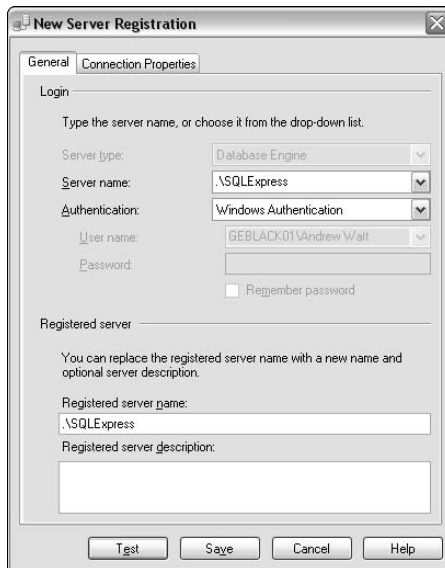 New Server Registration
General Connection Properties
Login
Type the server name, or choose it from the drop-down list.
Server type: Database Engine
Server name: .\SQLExpress
Authentication: Windows Authentication
User name: GEBLACK01\Andrew Watt
Password:
Remember password
Registered server
You can replace the registered server name with a new name and
optional server description.
Registered server name:
.\SQLExpress
Registered server description:
Test Save Cancel Help